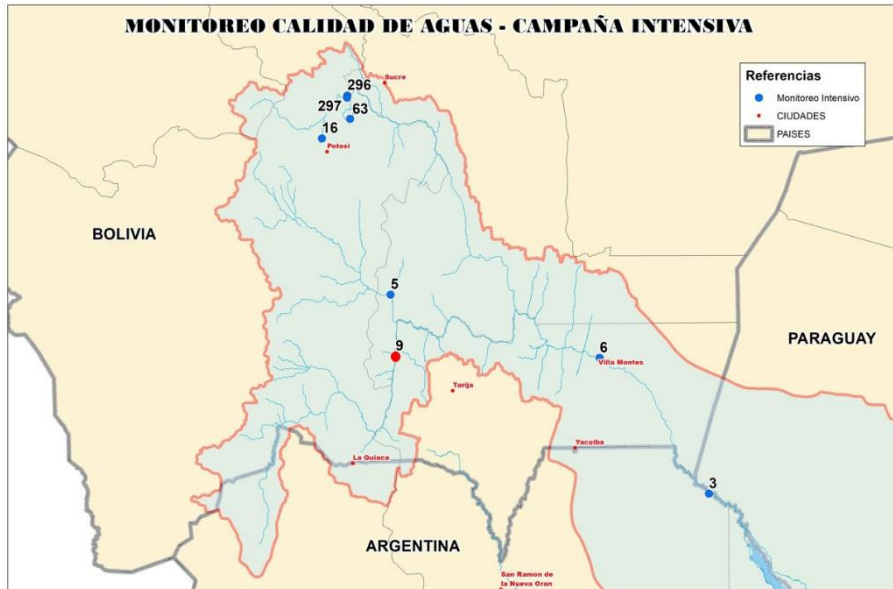 MONITOREO CALIDAD DE AGUAS - CAMPAÑA INTENSIVA
Referencias
Monitoreo Intensivo
CIUDADES
PAISES
296
Sucre
297
63
16
Potosi
BOLIVIA
5
9
6
Villa Montes
PARAGUAY
Tarija
Yacuiba
La Quiaca
3
ARGENTINA
San Ramon de
la Nueva Oran